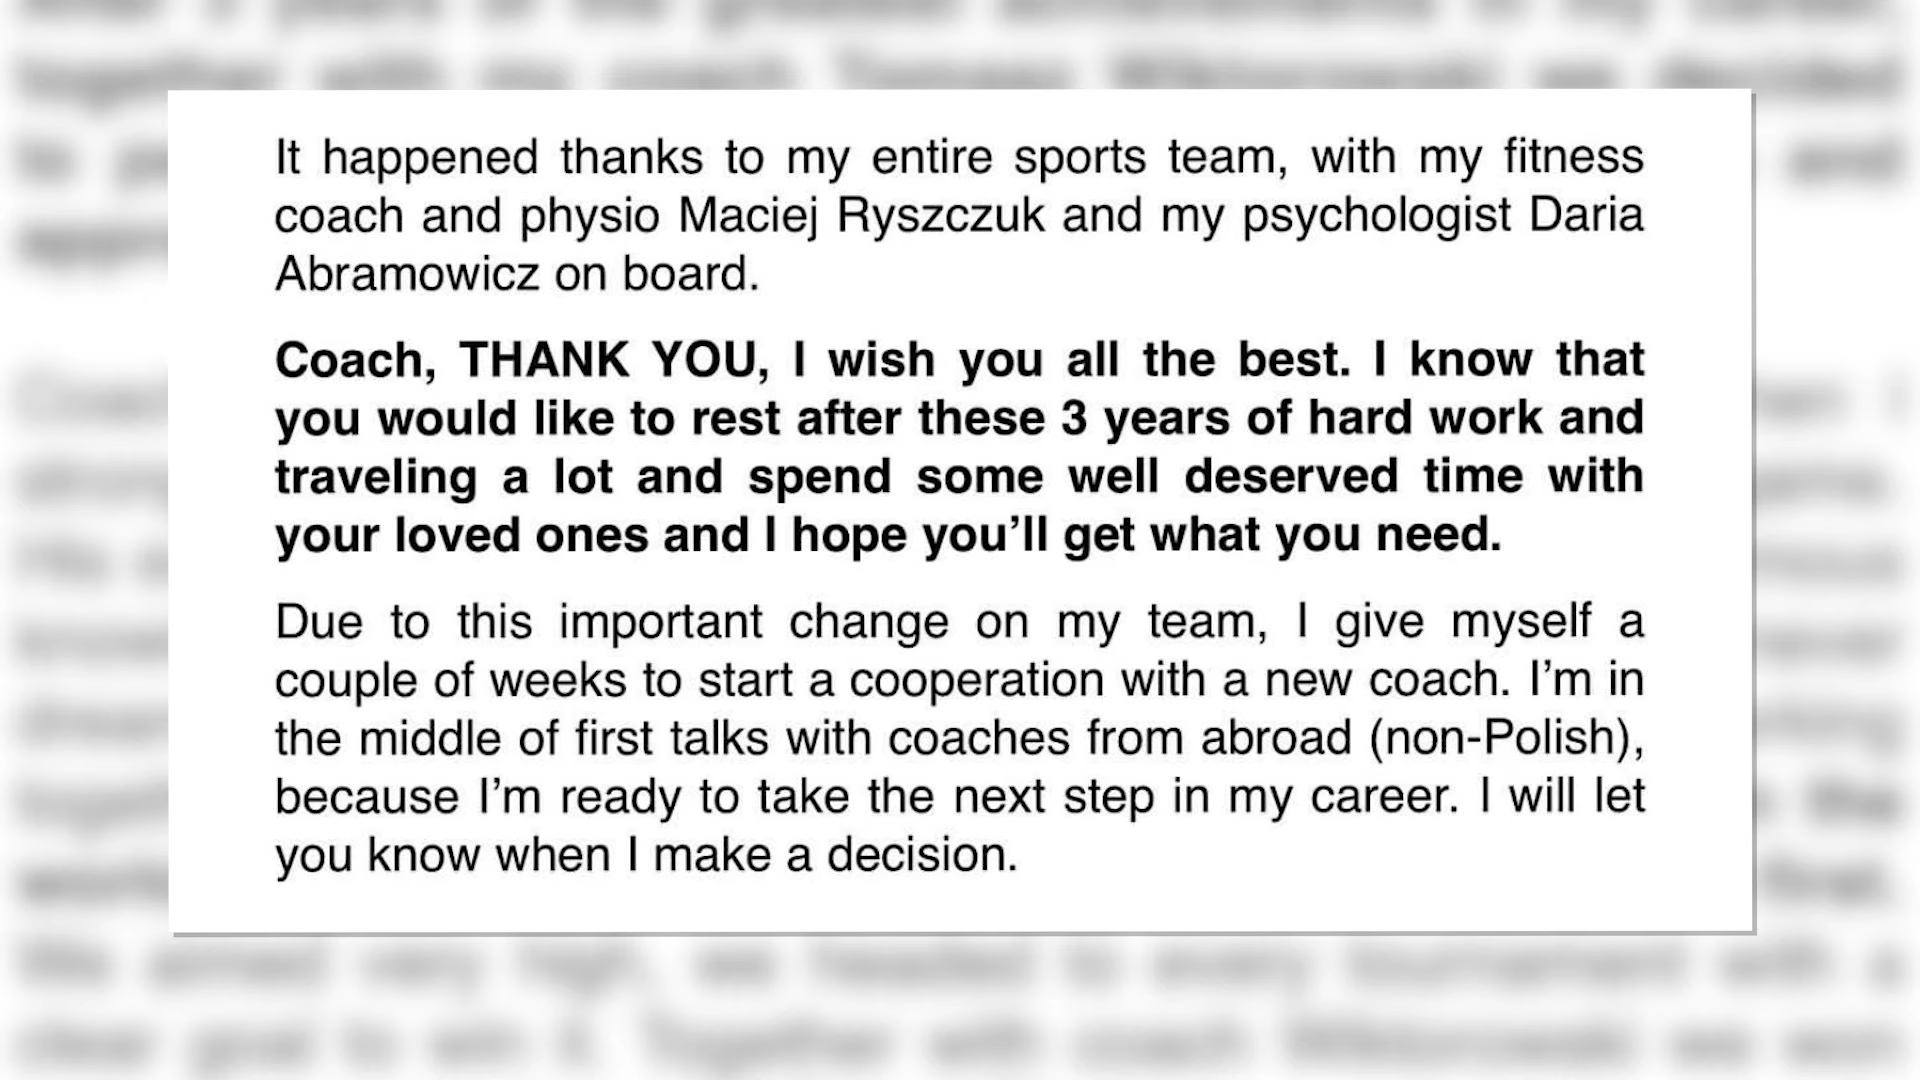 It happened thanks to my entire sports team, with my fitness
coach and physio Maciej Ryszczuk and my psychologist Daria
Abramowicz on board.
Coach, THANK YOU, I wish you all the best. I know that
you would like to rest after these 3 years of hard work and
traveling a lot and spend some well deserved time with
your loved ones and I hope you’ll get what you need.
Due to this important change on my team, I give myself a
couple of weeks to start a cooperation with a new coach. I’m in
the middle of first talks with coaches from abroad (non-Polish),
because I’m ready to take the next step in my career. I will let
you know when I make a decision.